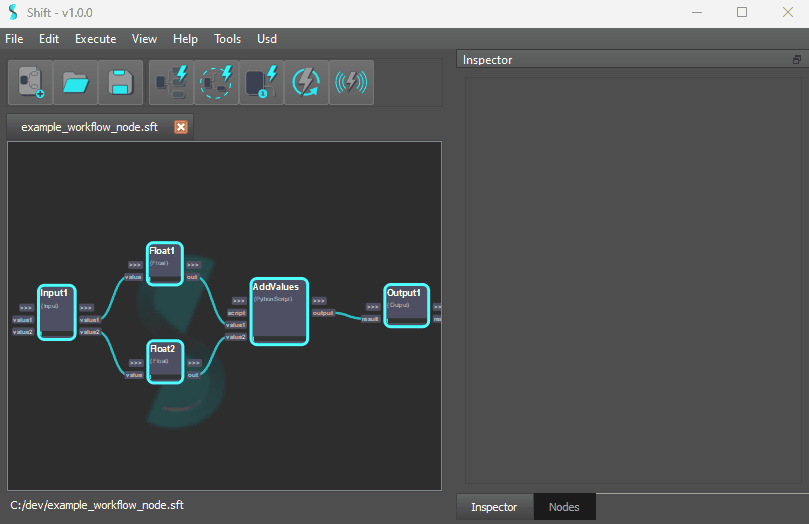 Shift - v1.0.0
File Edit Execute View Help Tools Usd
Inspector
example_workflow_node.sft
Float1
>>> (Float) >>>
value out
Input1
>>> (Input) >>>
value1 value1
value2 value2
AddValues
>>> (PythonScript) >>>
script output
value1
value2
Output1
>>> (Output) >>>
result
Float2
>>> (Float) >>>
value out
C:/dev/example_workflow_node.sft
Inspector Nodes